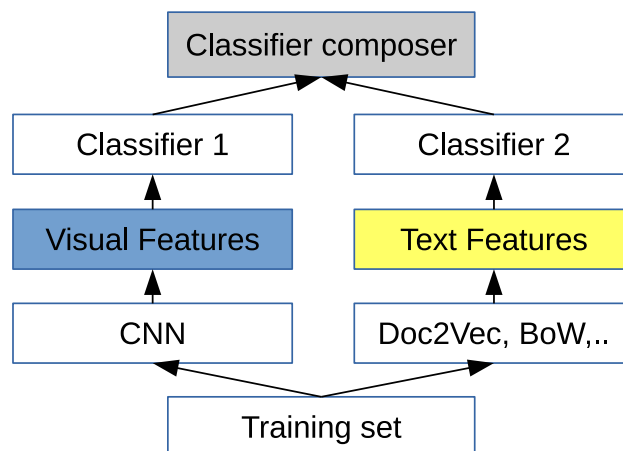 Classifier composer
Classifier 1
Classifier 2
Visual Features
Text Features
CNN
Doc2Vec, BoW,..
Training set